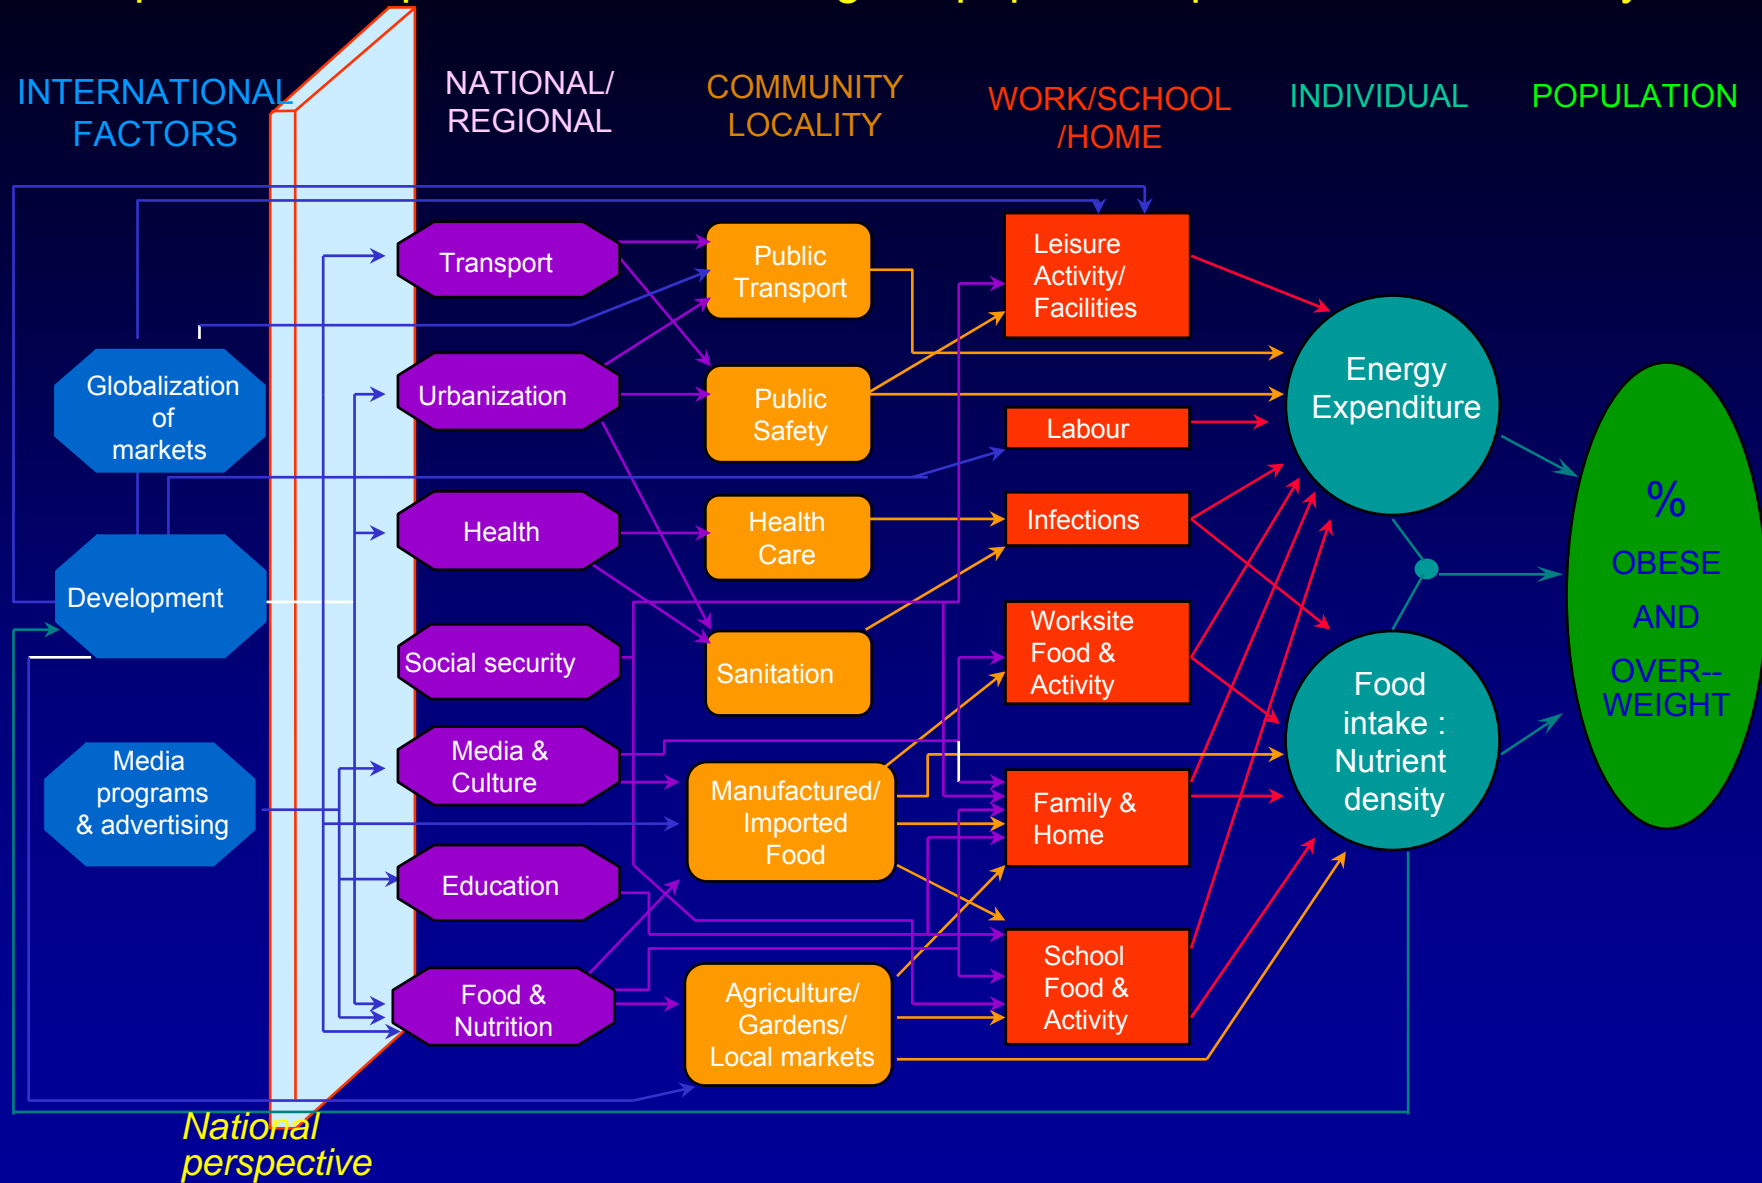 INTERNATIONAL
FACTORS
NATIONAL/
REGIONAL
COMMUNITY
LOCALITY
WORK/SCHOOL
/HOME
INDIVIDUAL
POPULATION
Globalization
of
markets
Development
Media
programs
& advertising
Transport
Urbanization
Health
Social security
Media &
Culture
Education
Food &
Nutrition
Public
Transport
Public
Safety
Health
Care
Sanitation
Manufactured/
Imported
Food
Agriculture/
Gardens/
Local markets
Leisure
Activity/
Facilities
Labour
Infections
Worksite
Food &
Activity
Family &
Home
School
Food &
Activity
Energy
Expenditure
Food
intake :
Nutrient
density
%
OBESE
AND
OVER--
WEIGHT
National
perspective